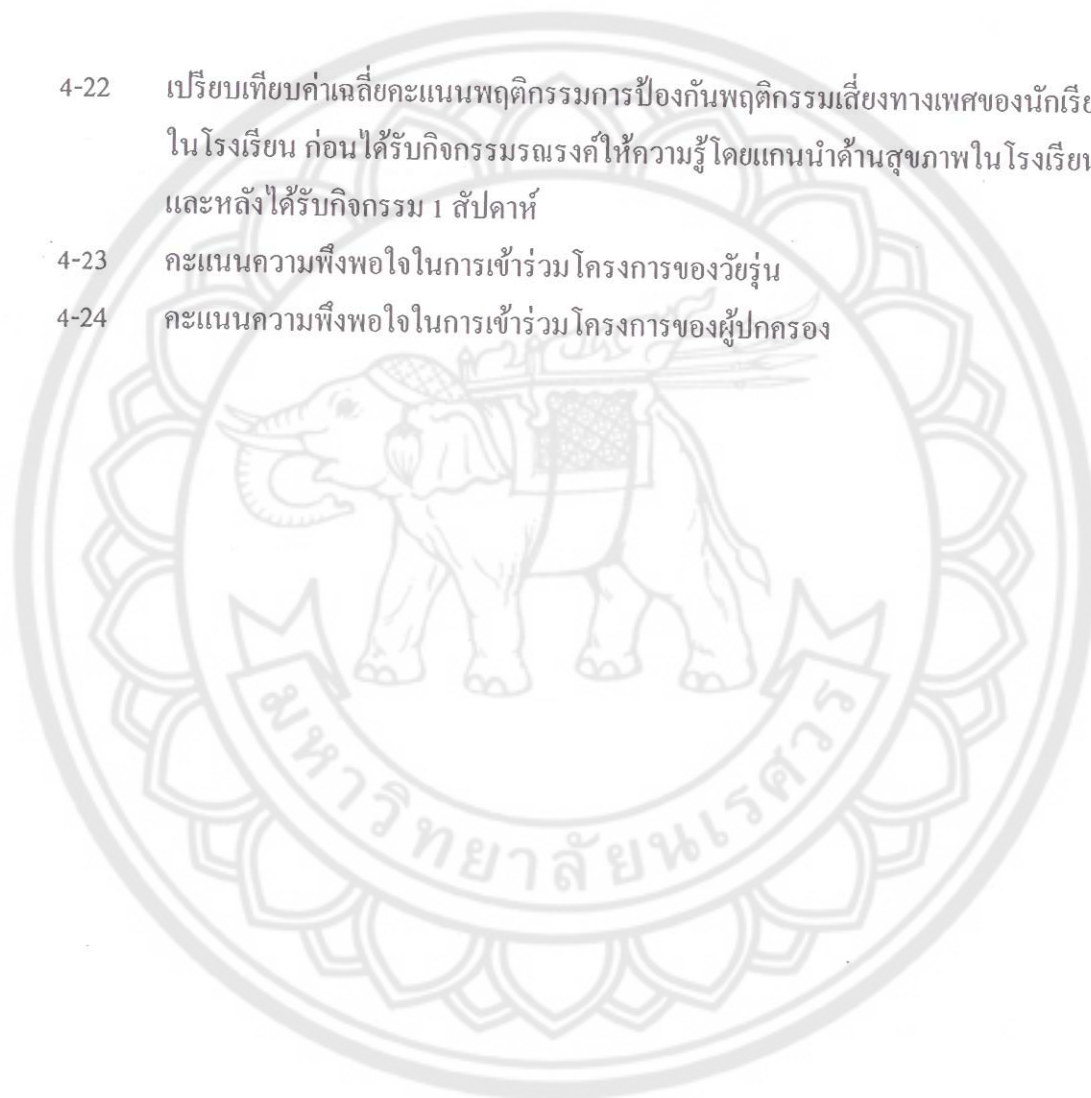 4-22 เปรียบเทียบค่าเฉลี่ยคะแนนพฤติกรรมการป้องกันพฤติกรรมเสี่ยงทางเพศของนักเรีย
ในโรงเรียน ก่อนได้รับกิจกรรมรณรงค์ให้ความรู้โดยแกนนำด้านสุขภาพในโรงเรียน
และหลังได้รับกิจกรรม 1 สัปดาห์
4-23 คะแนนความพึงพอใจในการเข้าร่วมโครงการของวัยรุ่น
4-24 คะแนนความพึงพอใจในการเข้าร่วมโครงการของผู้ปกครอง
มหาวิทยาลัยนเรศวร